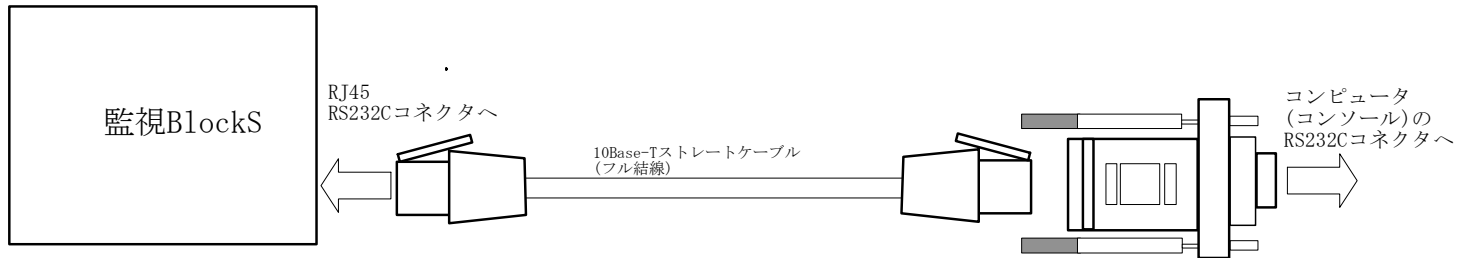 監視BlockS
RJ45
RS232Cコネクタへ
10Base-Tストレートケーブル
(フル結線)
コンピュータ
(コンソール)の
RS232Cコネクタへ